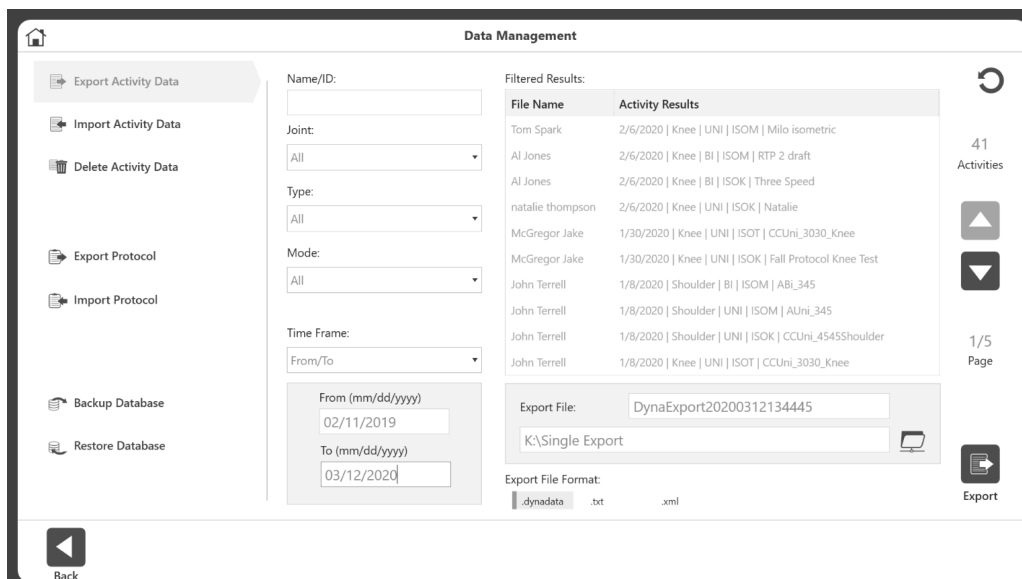 Data Management
Export Activity Data
Import Activity Data
Delete Activity Data
Export Protocol
Import Protocol
Backup Database
Restore Database
Name/ID:
Joint:
All
Type:
All
Mode:
All
Time Frame:
From/To
From (mm/dd/yyyy)
02/11/2019
To (mm/dd/yyyy)
03/12/2020
Filtered Results:
File Name Activity Results
Tom Spark 2/6/2020 | Knee | UNI | ISOM | Milo isometric
Al Jones 2/6/2020 | Knee | BI | ISOM | RTP 2 draft
Al Jones 2/6/2020 | Knee | BI | ISOK | Three Speed
natalie thompson 2/6/2020 | Knee | UNI | ISOK | Natalie
McGregor Jake 1/30/2020 | Knee | UNI | ISOT | CCUni_3030_Knee
McGregor Jake 1/30/2020 | Knee | UNI | ISOK | Fall Protocol Knee Test
John Terrell 1/8/2020 | Shoulder | BI | ISOM | ABi_345
John Terrell 1/8/2020 | Shoulder | UNI | ISOM | AUni_345
John Terrell 1/8/2020 | Shoulder | UNI | ISOK | CCUni_4545Shoulder
John Terrell 1/8/2020 | Knee | UNI | ISOT | CCUni_3030_Knee
Export File: DynaExport20200312134445
K:\Single Export
Export File Format:
.dynadata .txt .xml
41
Activities
1/5
Page
Export
Back